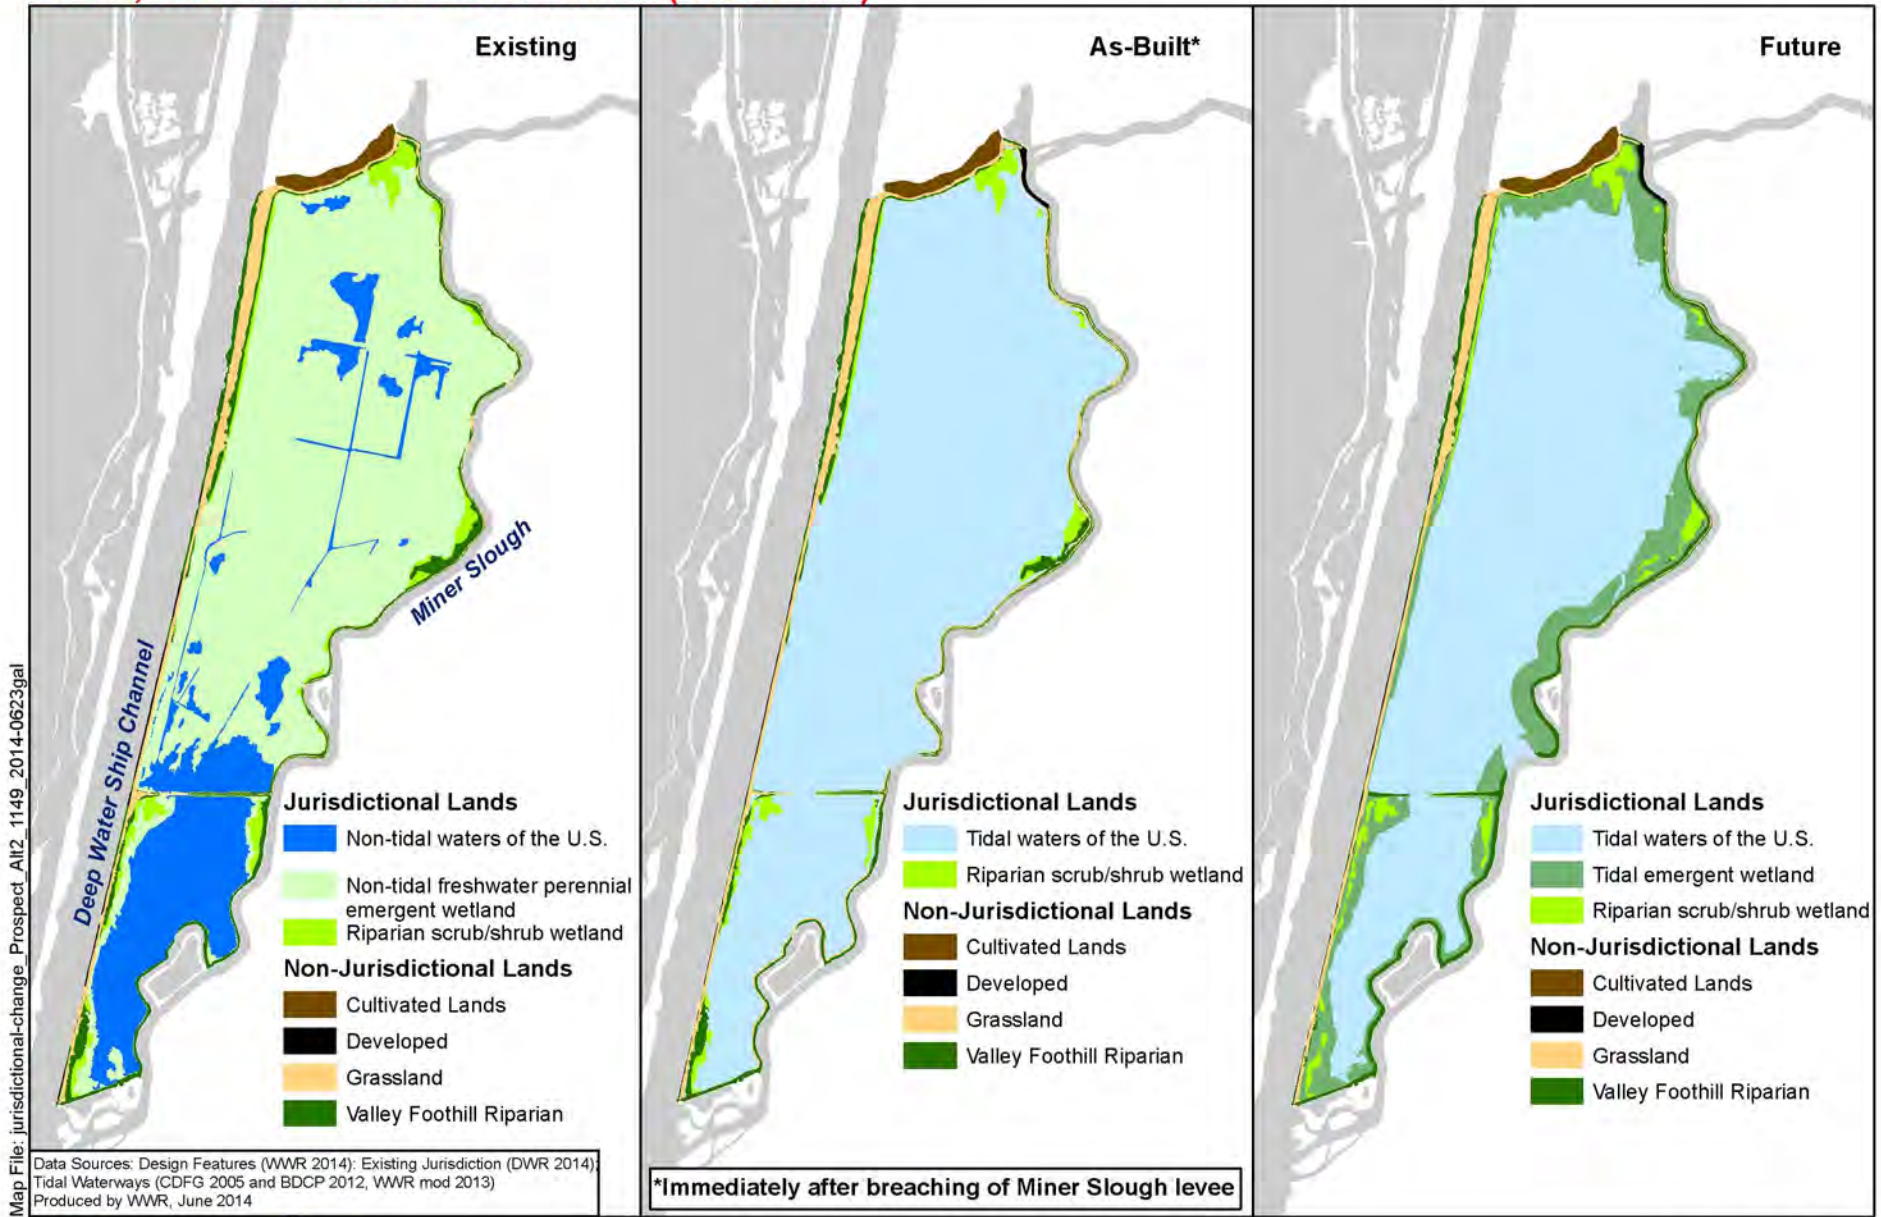 Existing
Miner Slough
Deep Water Ship Channel
Jurisdictional Lands
Non-tidal waters of the U.S.
Non-tidal freshwater perennial
emergent wetland
Riparian scrub/shrub wetland
Non-Jurisdictional Lands
Cultivated Lands
Developed
Grassland
Valley Foothill Riparian
Data Sources: Design Features (WWR 2014): Existing Jurisdiction (DWR 2014);
Tidal Waterways (CDFG 2005 and BDCP 2012, WWR mod 2013)
Produced by WWR, June 2014
Map File: jurisdictional-change_Prospect_Alt2_1149_2014-0623gal
As-Built*
Jurisdictional Lands
Tidal waters of the U.S.
Riparian scrub/shrub wetland
Non-Jurisdictional Lands
Cultivated Lands
Developed
Grassland
Valley Foothill Riparian
*Immediately after breaching of Miner Slough levee
Future
Jurisdictional Lands
Tidal waters of the U.S.
Tidal emergent wetland
Riparian scrub/shrub wetland
Non-Jurisdictional Lands
Cultivated Lands
Developed
Grassland
Valley Foothill Riparian